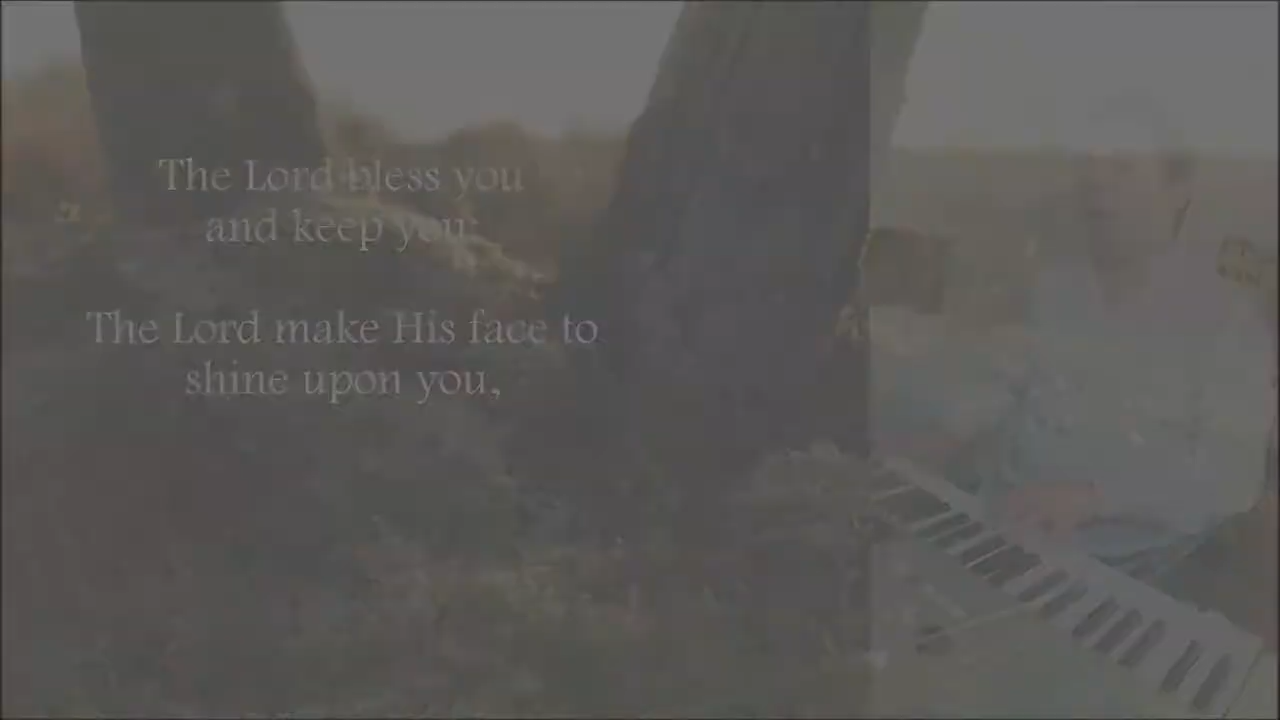 The Lord bless you
and keep you;
The Lord make His face to
shine upon you,